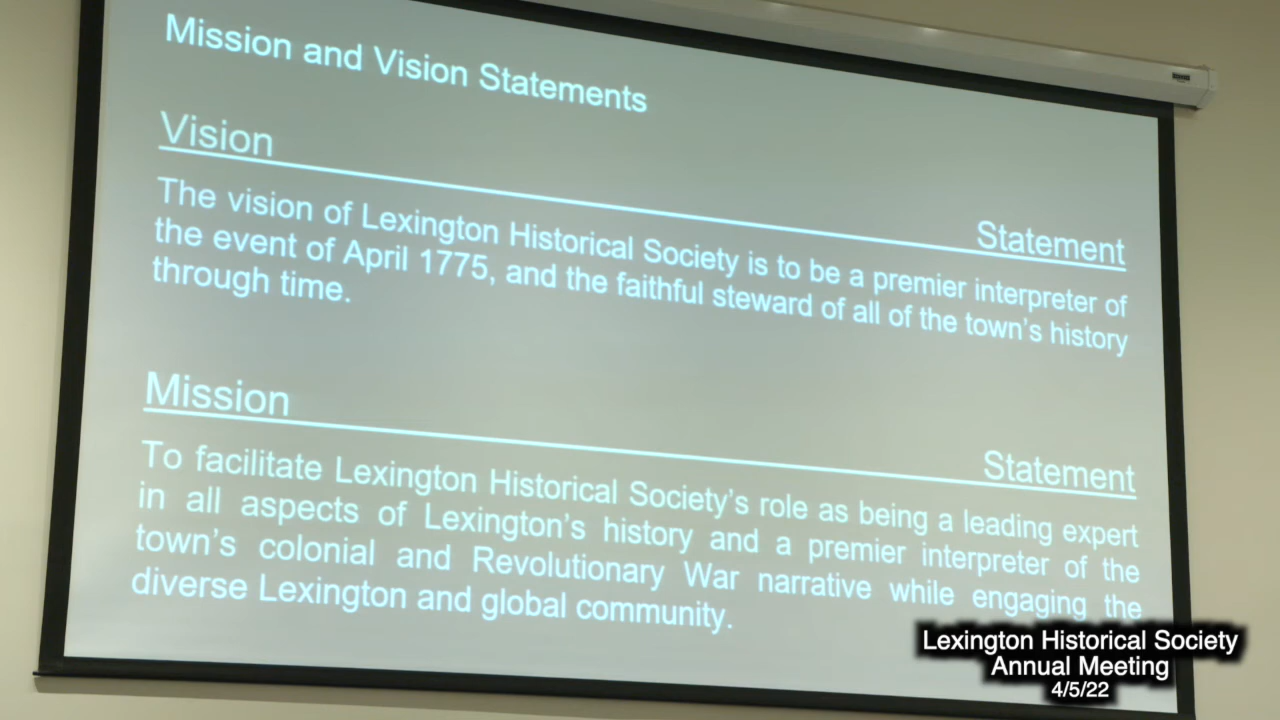 Mission and Vision Statements
Vision Statement
The vision of Lexington Historical Society is to be a premier interpreter of
the event of April 1775, and the faithful steward of all of the town's history
through time.
Mission Statement
To facilitate Lexington Historical Society's role as being a leading expert
in all aspects of Lexington's history and a premier interpreter of the
town's colonial and Revolutionary War narrative while engaging the
diverse Lexington and global community.
Lexington Historical Society
Annual Meeting
4/5/22